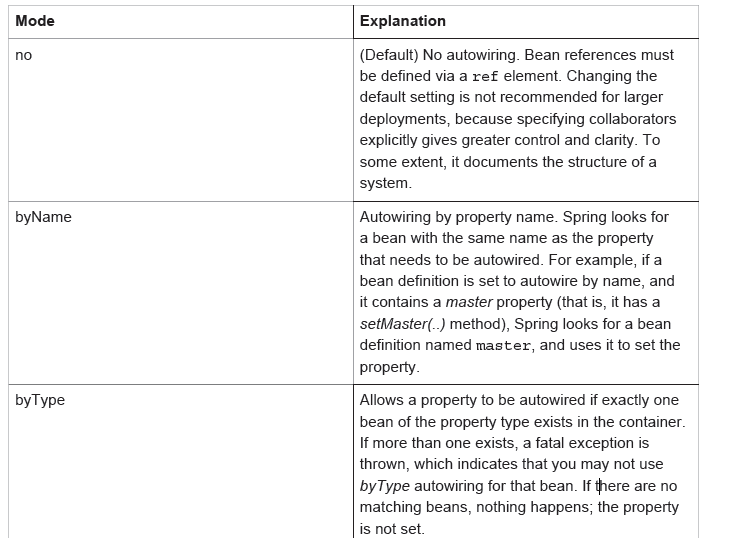 Mode
Explanation
no
(Default) No autowiring. Bean references must
be defined via a ref element. Changing the
default setting is not recommended for larger
deployments, because specifying collaborators
explicitly gives greater control and clarity. To
some extent, it documents the structure of a
system.
byName
Autowiring by property name. Spring looks for
a bean with the same name as the property
that needs to be autowired. For example, if a
bean definition is set to autowire by name, and
it contains a master property (that is, it has a
setMaster(..) method), Spring looks for a bean
definition named master, and uses it to set the
property.
byType
Allows a property to be autowired if exactly one
bean of the property type exists in the container.
If more than one exists, a fatal exception is
thrown, which indicates that you may not use
byType autowiring for that bean. If there are no
matching beans, nothing happens; the property
is not set.